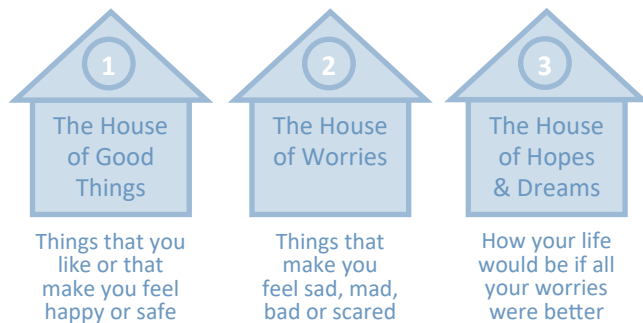 1
The House
of Good
Things
Things that you
like or that
make you feel
happy or safe
2
The House
of Worries
Things that
make you
feel sad, mad,
bad or scared
3
The House
of Hopes
& Dreams
How your life
would be if all
your worries
were better